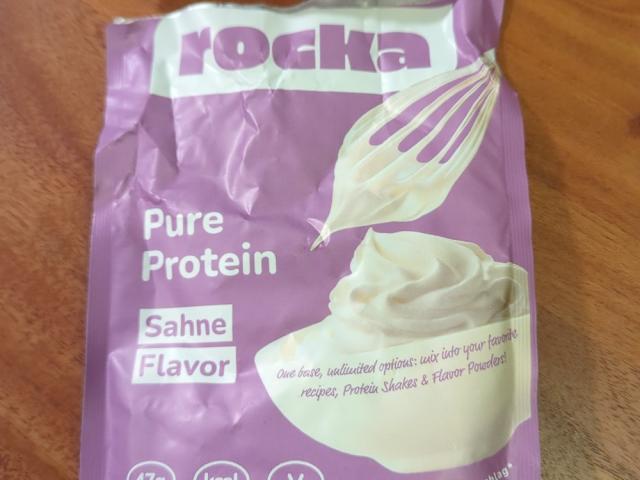 rocka
Pure
Protein
Sahne
Flavor
One base, unlimited options: mix into your favorite
recipes, Protein Shakes & Flavor Powders!